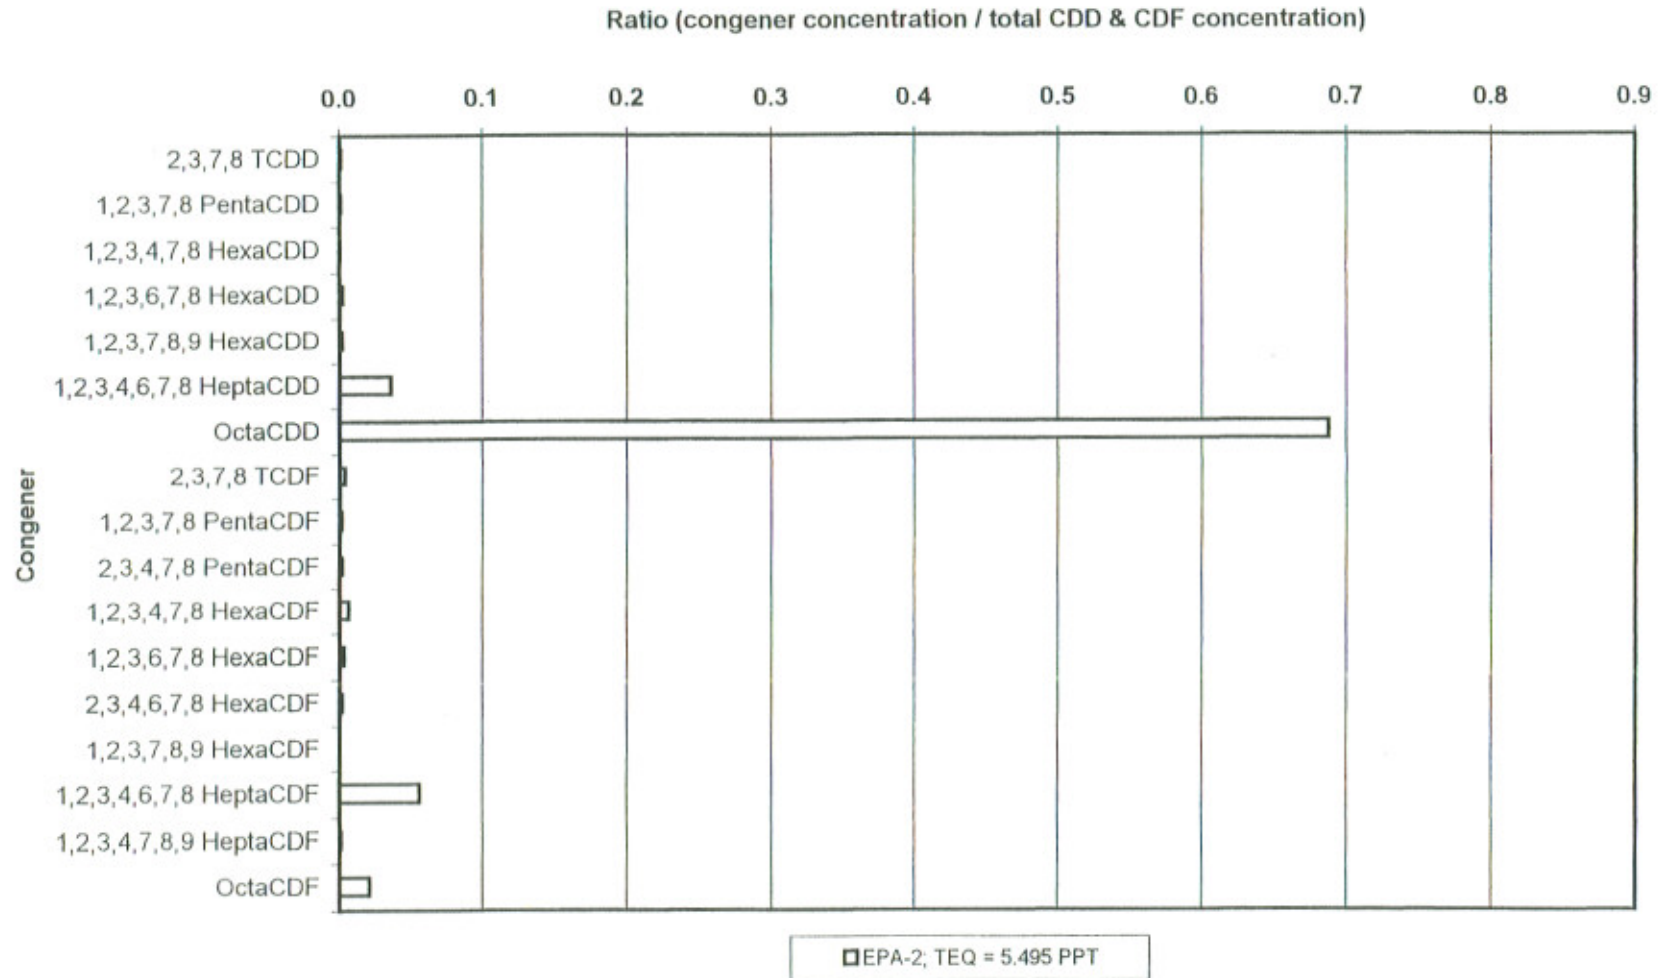 Ratio (congener concentration / total CDD & CDF concentration)
0.0 0.1 0.2 0.3 0.4 0.5 0.6 0.7 0.8 0.9
2,3,7,8 TCDD
1,2,3,7,8 PentaCDD
1,2,3,4,7,8 HexaCDD
1,2,3,6,7,8 HexaCDD
1,2,3,7,8,9 HexaCDD
1,2,3,4,6,7,8 HeptaCDD
OctaCDD
2,3,7,8 TCDF
1,2,3,7,8 PentaCDF
2,3,4,7,8 PentaCDF
1,2,3,4,7,8 HexaCDF
1,2,3,6,7,8 HexaCDF
2,3,4,6,7,8 HexaCDF
1,2,3,7,8,9 HexaCDF
1,2,3,4,6,7,8 HeptaCDF
1,2,3,4,7,8,9 HeptaCDF
OctaCDF
Congener
EPA-2; TEQ = 5.495 PPT